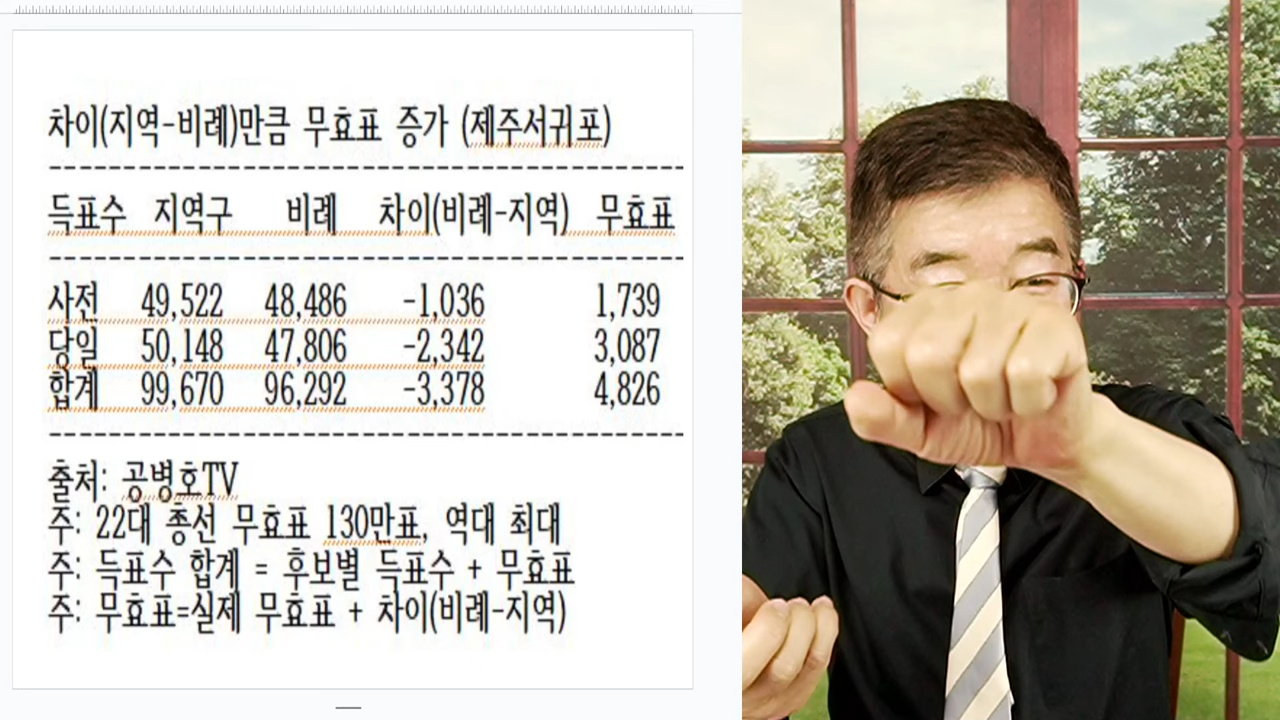 차이(지역-비례)만큼 무효표 증가 (제주서귀포)
득표수 지역구 비례 차이(비례-지역) 무효표
사전 49,522 48,486 -1,036 1,739
당일 50,148 47,806 -2,342 3,087
합계 99,670 96,292 -3,378 4,826
출처: 공병호TV
주: 22대 총선 무효표 130만표, 역대 최대
주: 득표수 합계 = 후보별 득표수 + 무효표
주: 무효표=실제 무효표 + 차이(비례-지역)